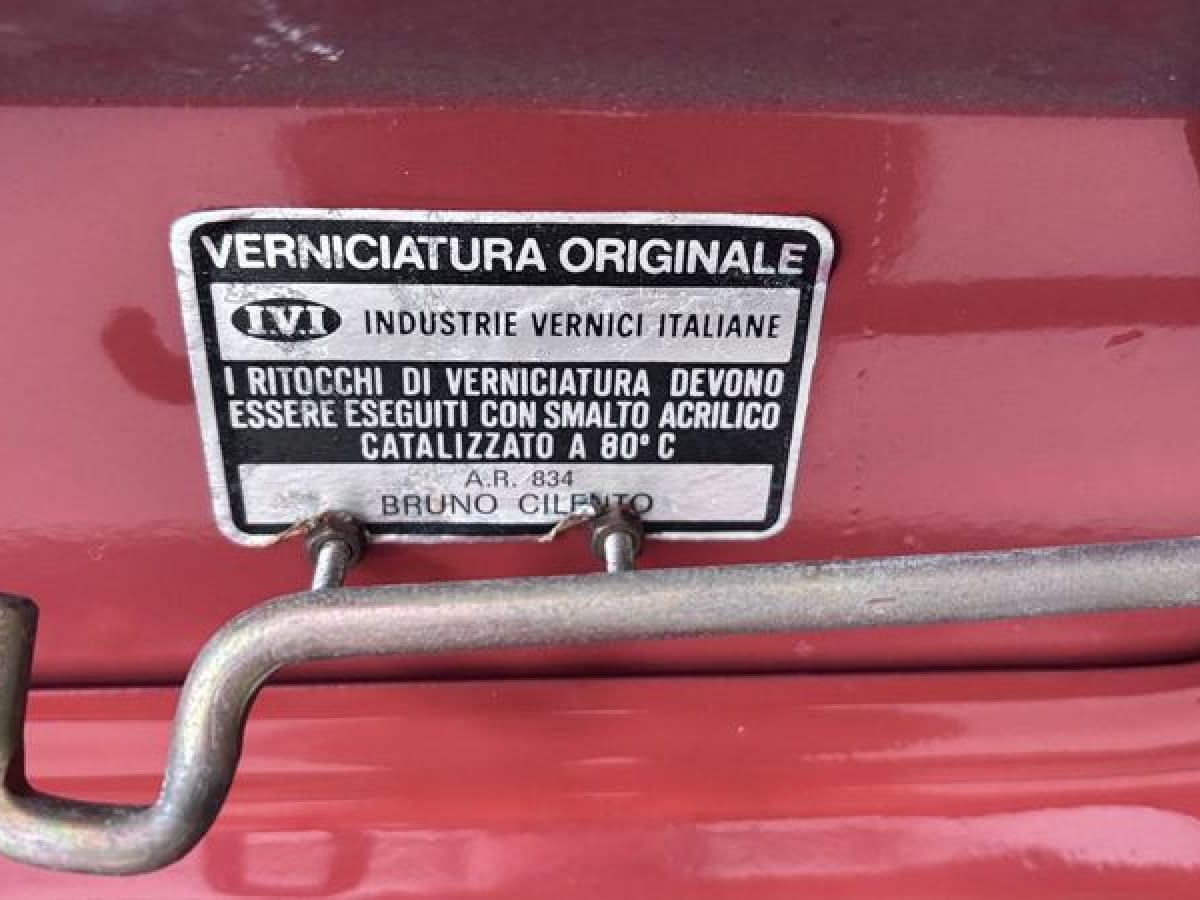 VERNICIATURA ORIGINALE
I.V.I INDUSTRIE VERNICI ITALIANE
I RITOCCHI DI VERNICIATURA DEVONO
ESSERE ESEGUITI CON SMALTO ACRILICO
CATALIZZATO A 80° C
A.R. 834
BRUNO CILENTO